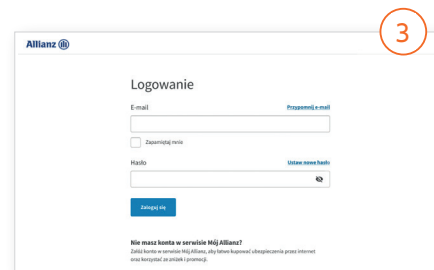 3
Allianz
Logowanie
E-mail Przypomnij e-mail
Zapamiętaj mnie
Hasło Ustaw nowe hasło
Zaloguj się
Nie masz konta w serwisie Mój Allianz?
Załóż konto w serwisie Mój Allianz, aby łatwo kupować ubezpieczenia przez internet
oraz korzystać ze zniżek i promocji.